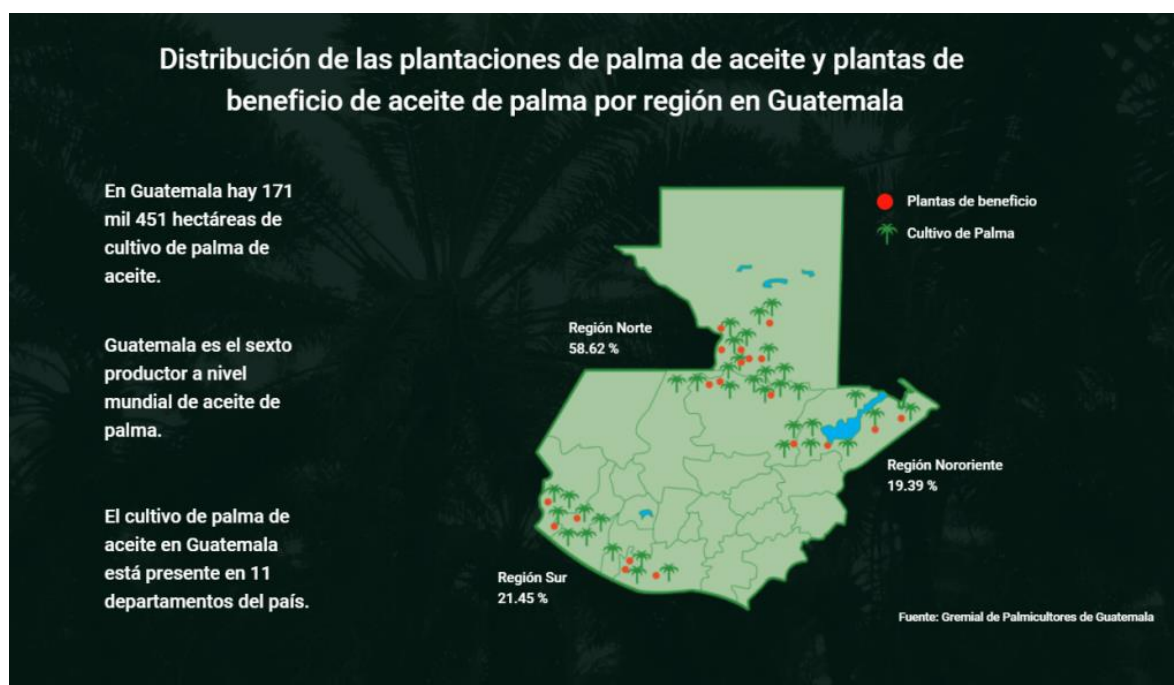 Distribución de las plantaciones de palma de aceite y plantas de
beneficio de aceite de palma por región en Guatemala
En Guatemala hay 171
mil 451 hectáreas de
cultivo de palma de
aceite.
Guatemala es el sexto
productor a nivel
mundial de aceite de
palma.
El cultivo de palma de
aceite en Guatemala
está presente en 11
departamentos del país.
Plantas de beneficio
Cultivo de Palma
Región Norte
58.62 %
Región Nororiente
19.39 %
Región Sur
21.45 %
Fuente: Gremial de Palmicultores de Guatemala